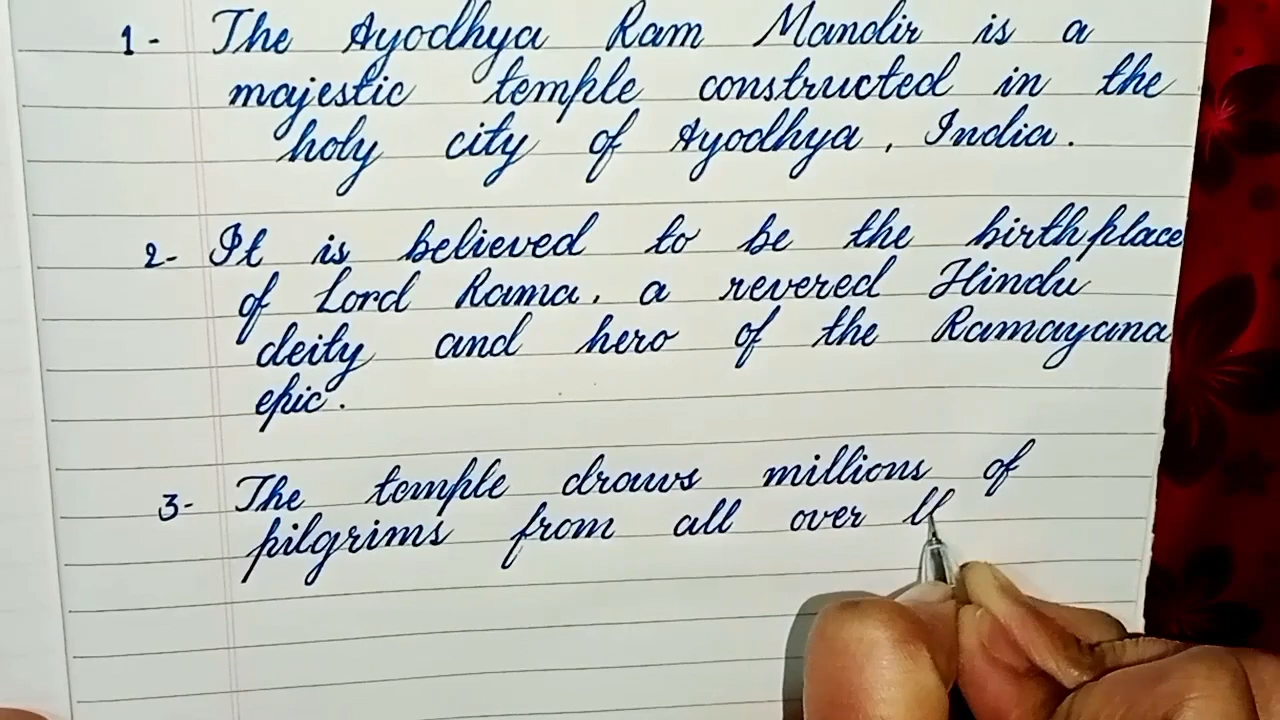 1- The Ayodhya Ram Mandir is a
majestic temple constructed in the
holy city of Ayodhya, India.
2- It is believed to be the birthplace
of Lord Rama, a revered Hindu
deity and hero of the Ramayana
epic.
3- The temple draws millions of
pilgrims from all over